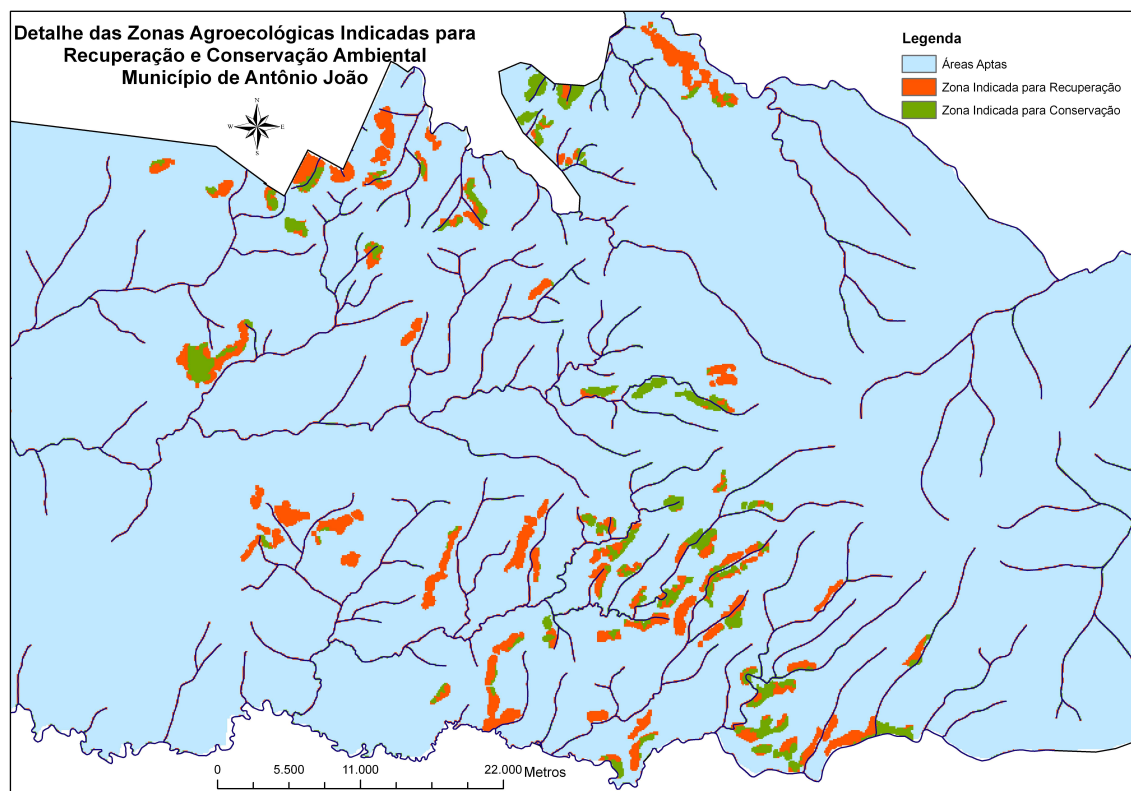 Detalhe das Zonas Agroecológicas Indicadas para
Recuperação e Conservação Ambiental
Município de Antônio João
N
W E
S
Legenda
Áreas Aptas
Zona Indicada para Recuperação
Zona Indicada para Conservação
0 5.500 11.000 22.000 Metros